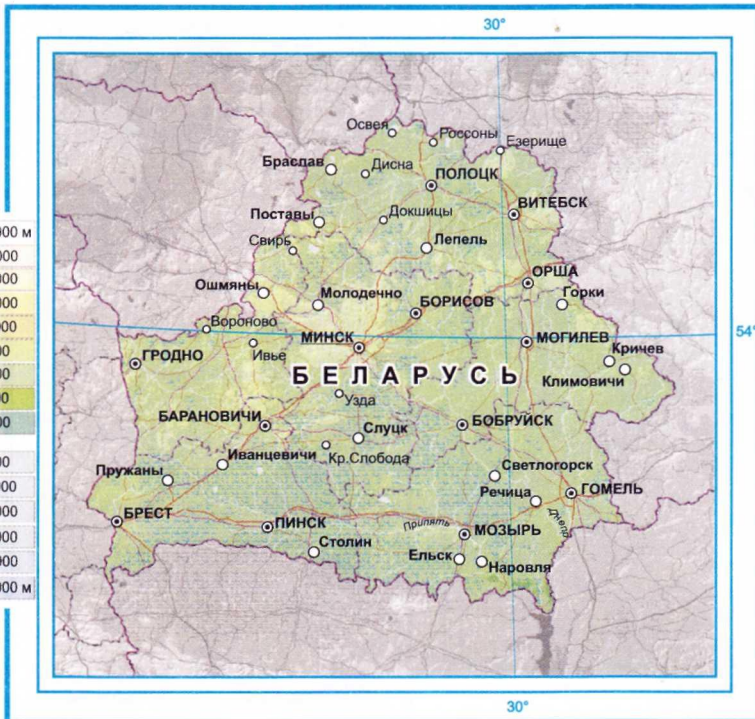 30°
Освея
Россоны
Езерище
Браслав
Дисна
ПОЛОЦК
Поставы
Докшицы
ВИТЕБСК
Свирь
Лепель
Ошмяны
Молодечно
БОРИСОВ
ОРША
Горки
Вороново
МИНСК
МОГИЛЕВ
54°
ГРОДНО
Ивье
Кричев
БЕЛАРУСЬ
Климовичи
Узда
БАРАНОВИЧИ
Слуцк
БОБРУЙСК
Иванцевичи
Кр.Слобода
Пружаны
Светлогорск
Речица
ГОМЕЛЬ
БРЕСТ
ПИНСК
Припять
Днепр
МОЗЫРЬ
Столин
Ельск
Наровля
30°